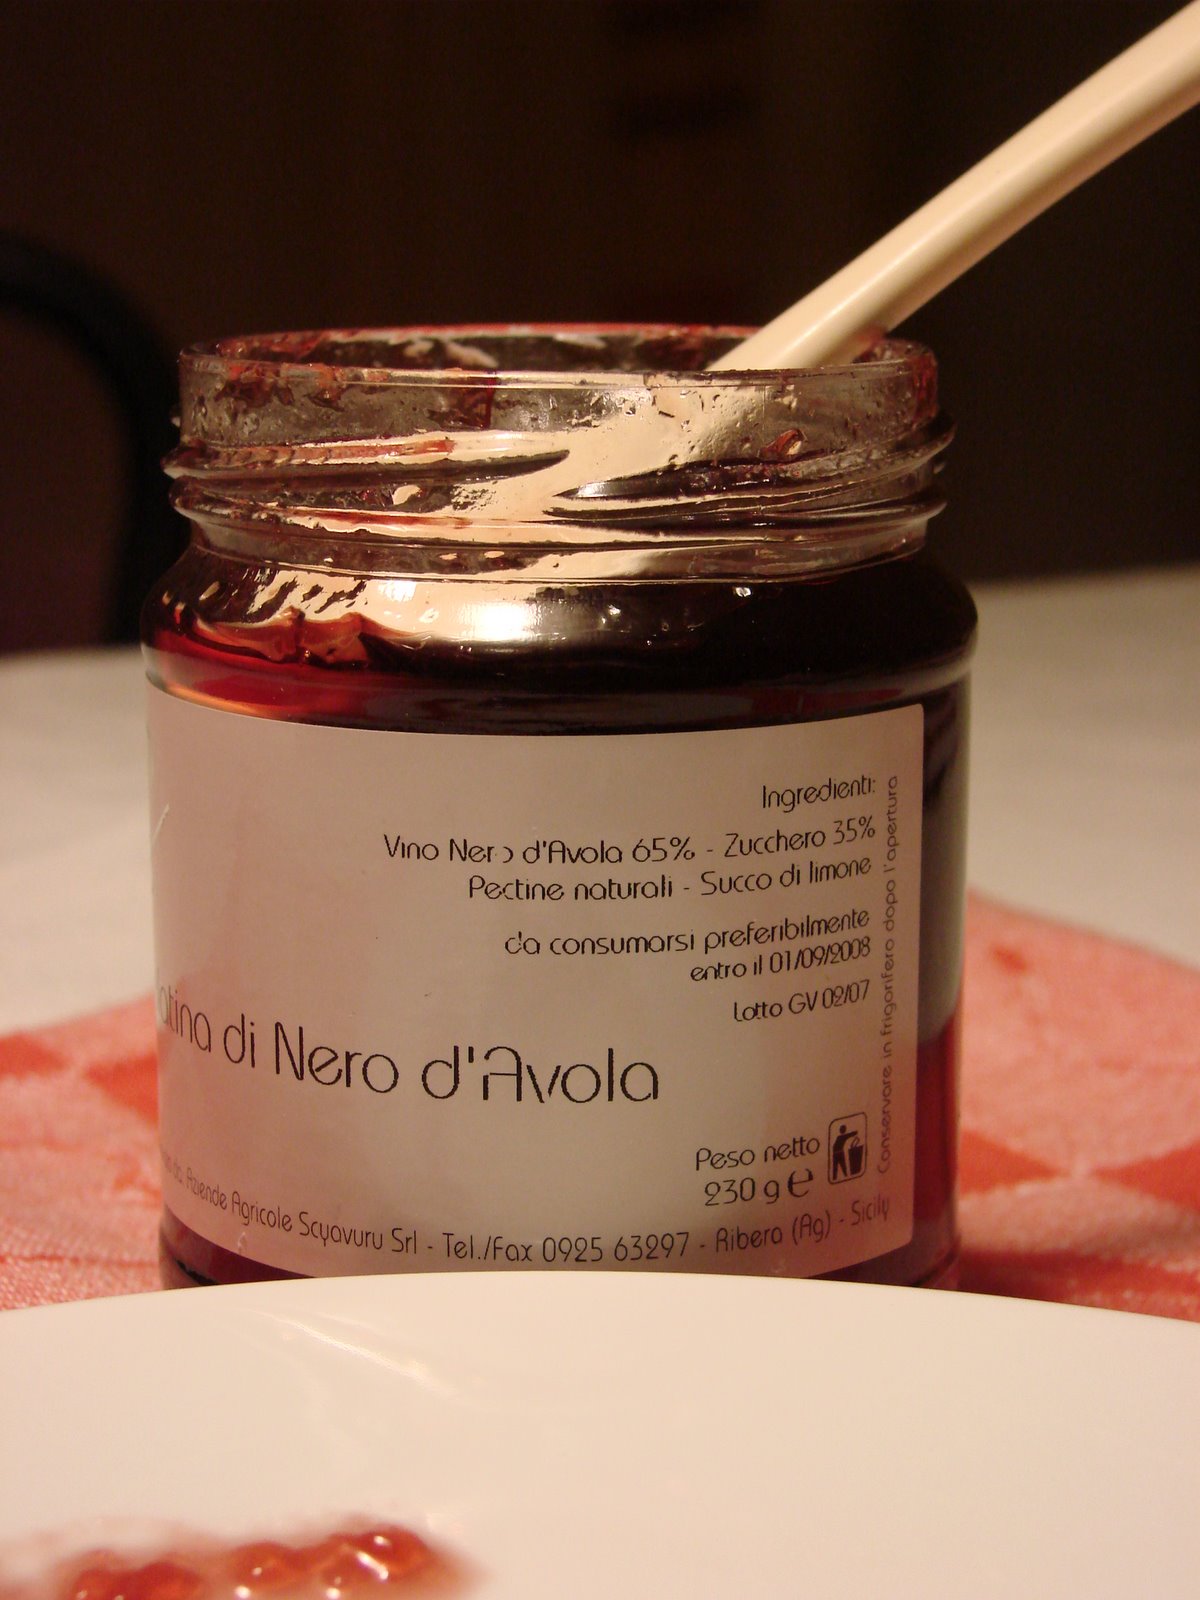 Ingredienti:
Vino Nero d'Avola 65% - Zucchero 35%
Pectine naturali - Succo di limone
da consumarsi preferibilmente
entro il 01/09/2008
Lotto GV 02/07
Conservare in frigorifero dopo l'apertura
atina di Nero d'Avola
Peso netto
230 g e
da Aziende Agricole Scyavuru Srl - Tel./Fax 0925 63297 - Ribera (Ag) - Sicily